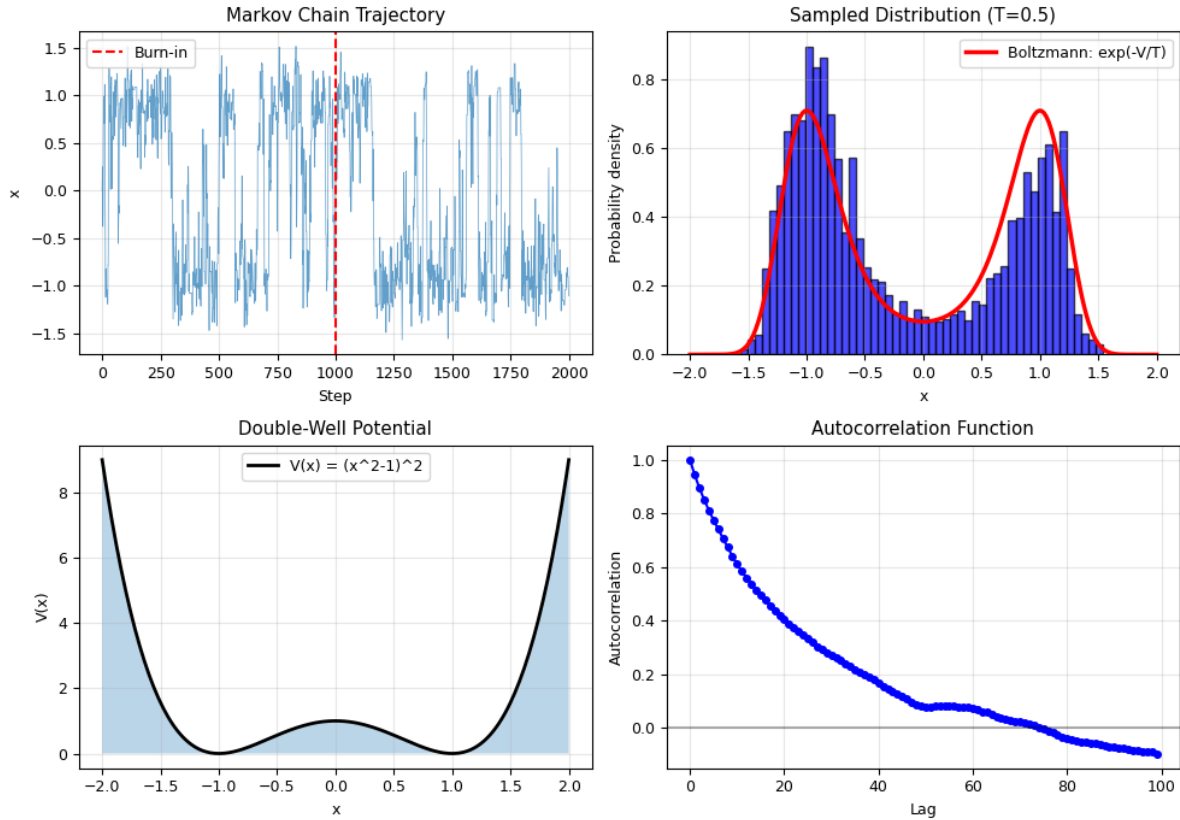 Markov Chain Trajectory
Burn-in
1.5
1.0
0.5
0.0
−0.5
−1.0
−1.5
x
0 250 500 750 1000 1250 1500 1750 2000
Step
Sampled Distribution (T=0.5)
Boltzmann: exp(-V/T)
0.8
0.6
0.4
0.2
0.0
Probability density
−2.0 −1.5 −1.0 −0.5 0.0 0.5 1.0 1.5 2.0
x
Double-Well Potential
V(x) = (x^2-1)^2
8
6
4
2
0
V(x)
−2.0 −1.5 −1.0 −0.5 0.0 0.5 1.0 1.5 2.0
x
Autocorrelation Function
1.0
0.8
0.6
0.4
0.2
0.0
Autocorrelation
0 20 40 60 80 100
Lag